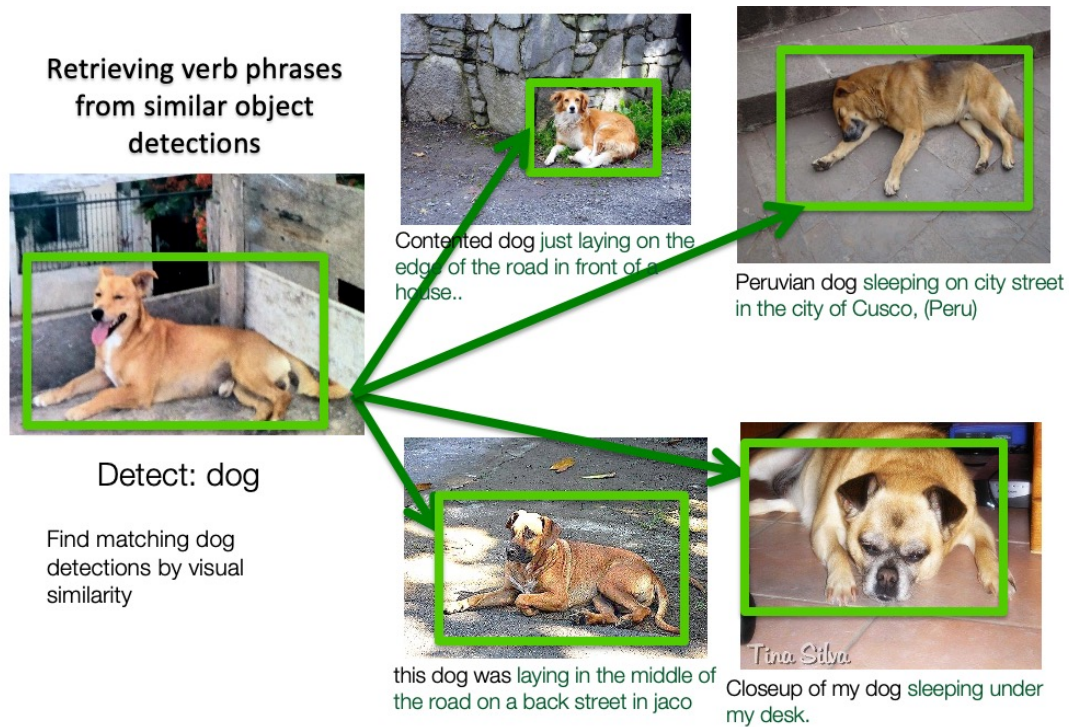 Retrieving verb phrases
from similar object
detections
Detect: dog
Find matching dog
detections by visual
similarity
Contented dog just laying on the
edge of the road in front of a
house..
Peruvian dog sleeping on city street
in the city of Cusco, (Peru)
this dog was laying in the middle of
the road on a back street in jaco
Tina Silva
Closeup of my dog sleeping under
my desk.